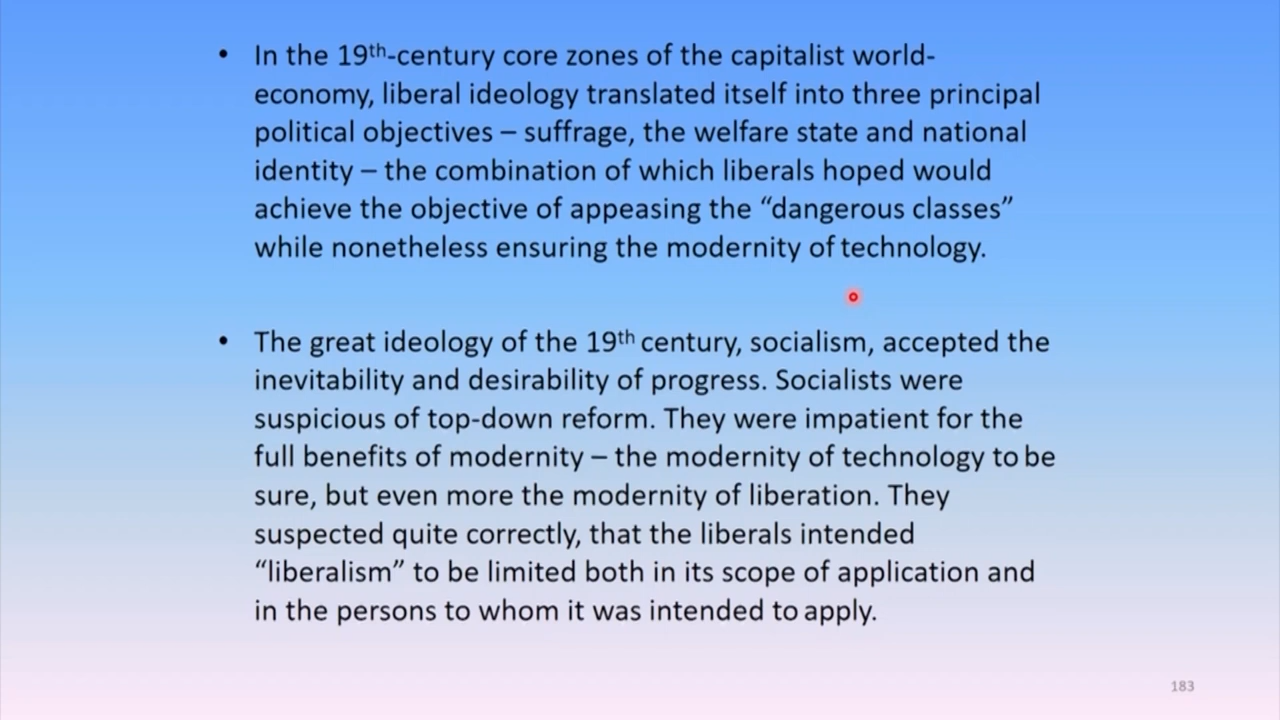 • In the 19th-century core zones of the capitalist world-
economy, liberal ideology translated itself into three principal
political objectives – suffrage, the welfare state and national
identity – the combination of which liberals hoped would
achieve the objective of appeasing the “dangerous classes”
while nonetheless ensuring the modernity of technology.
• The great ideology of the 19th century, socialism, accepted the
inevitability and desirability of progress. Socialists were
suspicious of top-down reform. They were impatient for the
full benefits of modernity – the modernity of technology to be
sure, but even more the modernity of liberation. They
suspected quite correctly, that the liberals intended
“liberalism” to be limited both in its scope of application and
in the persons to whom it was intended to apply.
183